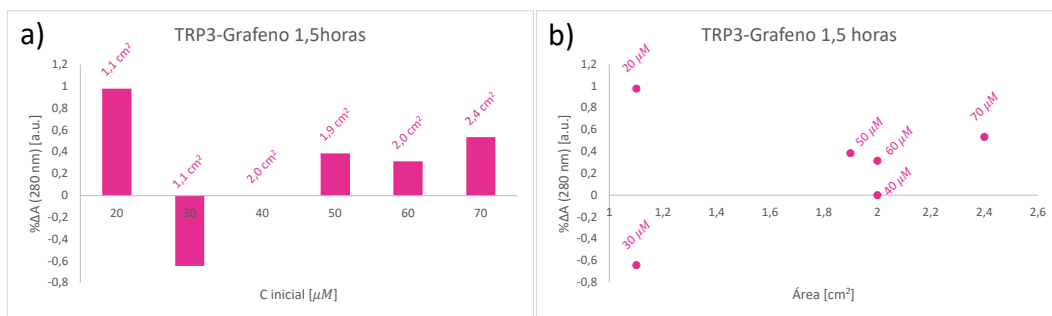 a)
TRP3-Grafeno 1,5horas
%ΔA (280 nm) [a.u.]
1,2
1
0,8
0,6
0,4
0,2
0
-0,2
-0,4
-0,6
-0,8
1,1 cm²
1,1 cm²
2,0 cm²
1,9 cm²
2,0 cm²
2,4 cm²
20 30 40 50 60 70
C inicial [μM]
b)
TRP3-Grafeno 1,5 horas
%ΔA (280 nm) [a.u.]
1,2
1
0,8
0,6
0,4
0,2
0
-0,2
-0,4
-0,6
-0,8
20 μM
30 μM
50 μM
60 μM
40 μM
70 μM
1 1,2 1,4 1,6 1,8 2 2,2 2,4 2,6
Área [cm²]